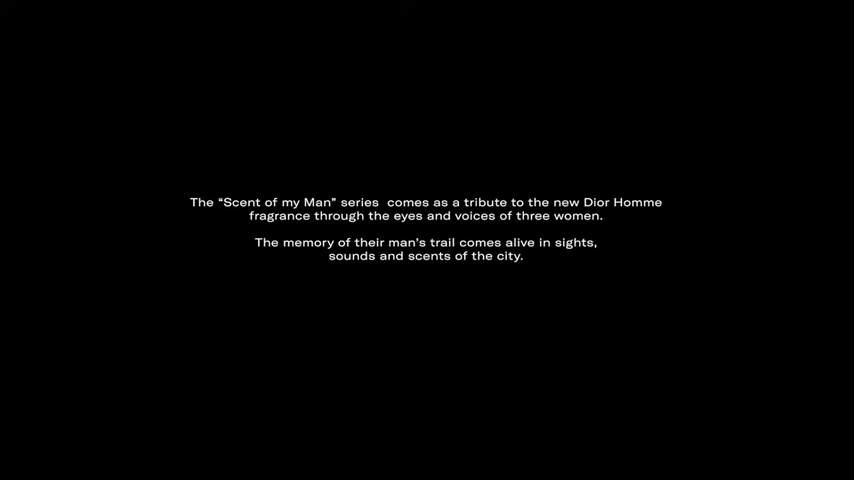 The “Scent of my Man” series  comes as a tribute to the new Dior Homme
fragrance through the eyes and voices of three women.
The memory of their man’s trail comes alive in sights,
sounds and scents of the city.